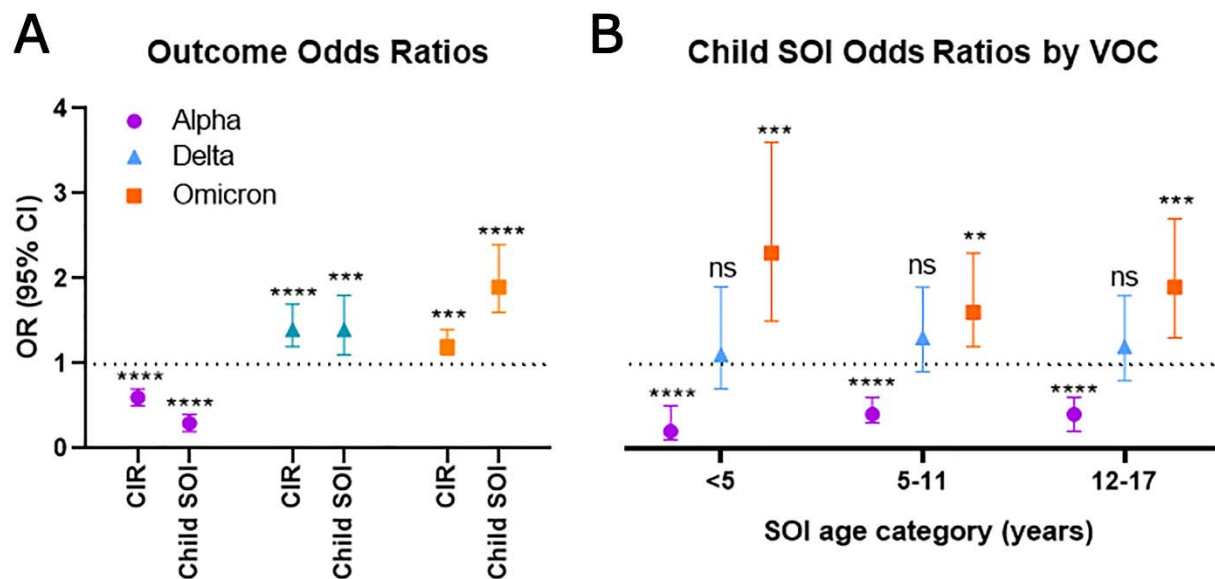 A
Outcome Odds Ratios
OR (95% CI)
4
3
2
1
0
Alpha
Delta
Omicron
****
****
****
***
***
****
CIR
Child SOI
CIR
Child SOI
CIR
Child SOI
B
Child SOI Odds Ratios by VOC
****
ns
***
****
ns
**
****
ns
***
<5
5-11
12-17
SOI age category (years)